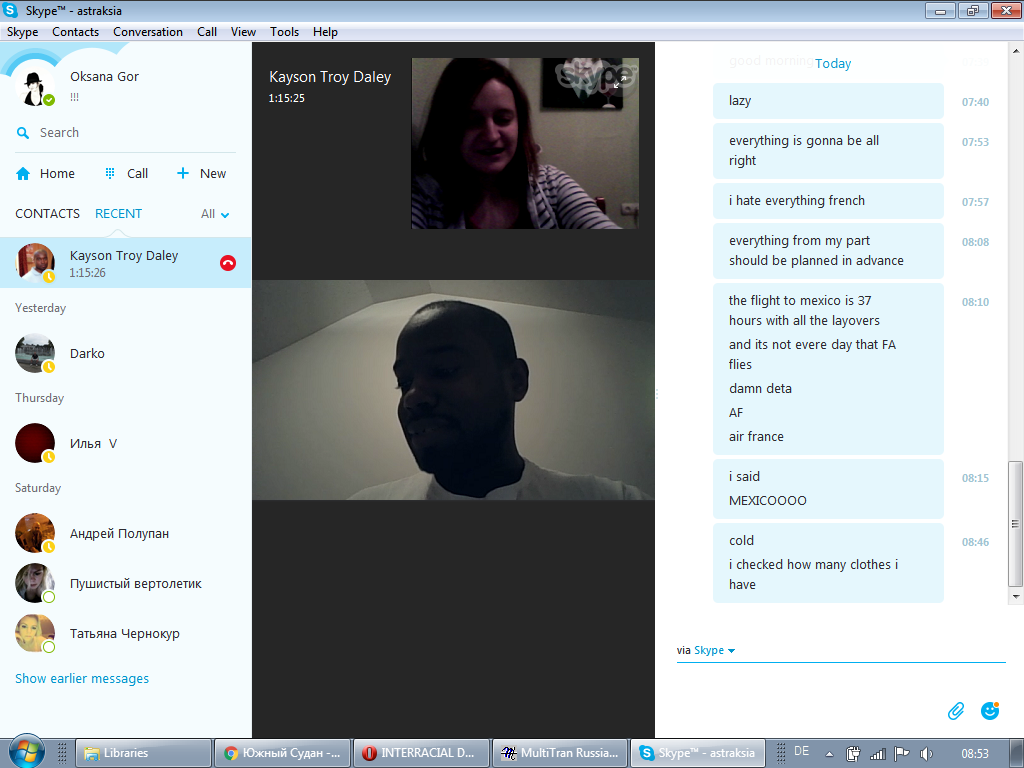 Skype™ - astraksia
Skype Contacts Conversation Call View Tools Help
Oksana Gor
!!!
Search
Home Call New
CONTACTS RECENT All
Kayson Troy Daley
1:15:26
Yesterday
Darko
Thursday
Илья V
Saturday
Андрей Полупан
Пушистый вертолетик
Татьяна Чернокур
Show earlier messages
Kayson Troy Daley
1:15:25
skype
good morning
Today
lazy 07:40
everything is gonna be all 07:53
right
i hate everything french 07:57
everything from my part 08:08
should be planned in advance
the flight to mexico is 37 08:10
hours with all the layovers
and its not evere day that FA
flies
damn deta
AF
air france
i said 08:15
MEXICOOOO
cold 08:46
i checked how many clothes i
have
via Skype
Libraries Южный Судан -... INTERRACIAL D... MultiTran Russia... Skype™ - astraksia DE 08:53